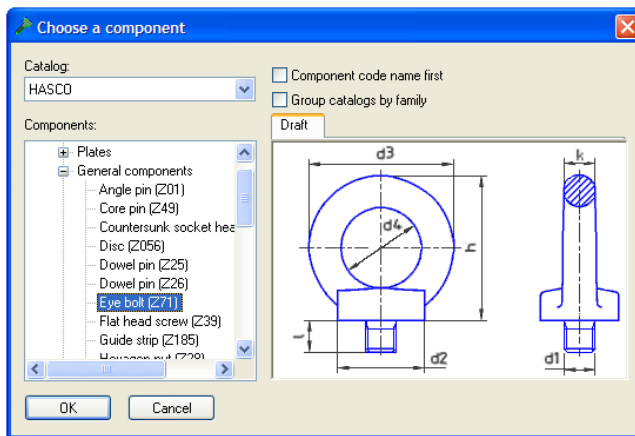 Choose a component
Catalog:
HASCO
Component code name first
Group catalogs by family
Components:
Draft
Plates
General components
Angle pin (Z01)
Core pin (Z49)
Countersunk socket hea
Disc (Z056)
Dowel pin (Z25)
Dowel pin (Z26)
Eye bolt (Z71)
Flat head screw (Z39)
Guide strip (Z185)
d3
k
d4
h
l
d2
d1
OK
Cancel